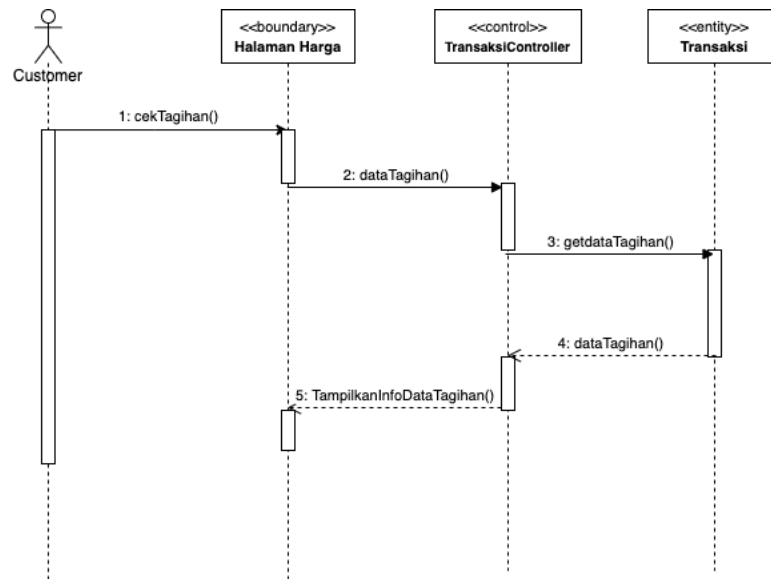 <<boundary>>
Halaman Harga
<<control>>
TransaksiController
<<entity>>
Transaksi
Customer
1: cekTagihan()
2: dataTagihan()
3: getdataTagihan()
4: dataTagihan()
5: TampilkanInfoDataTagihan()